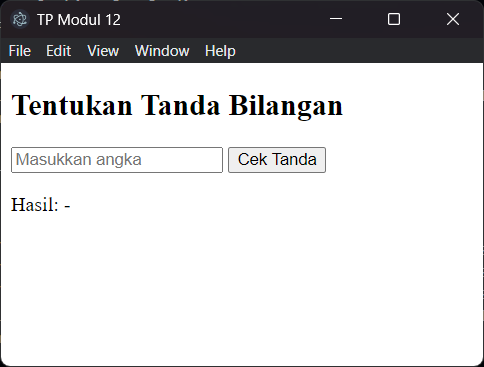 TP Modul 12
File Edit View Window Help
Tentukan Tanda Bilangan
Masukkan angka Cek Tanda
Hasil: -